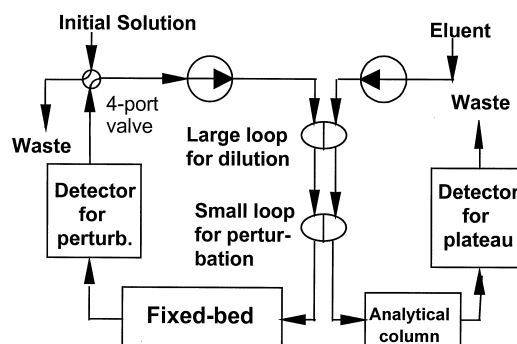 Initial Solution
Eluent
4-port
valve
Waste
Waste
Large loop
for dilution
Detector
for
perturb.
Small loop
for pertur-
bation
Detector
for
plateau
Fixed-bed
Analytical
column